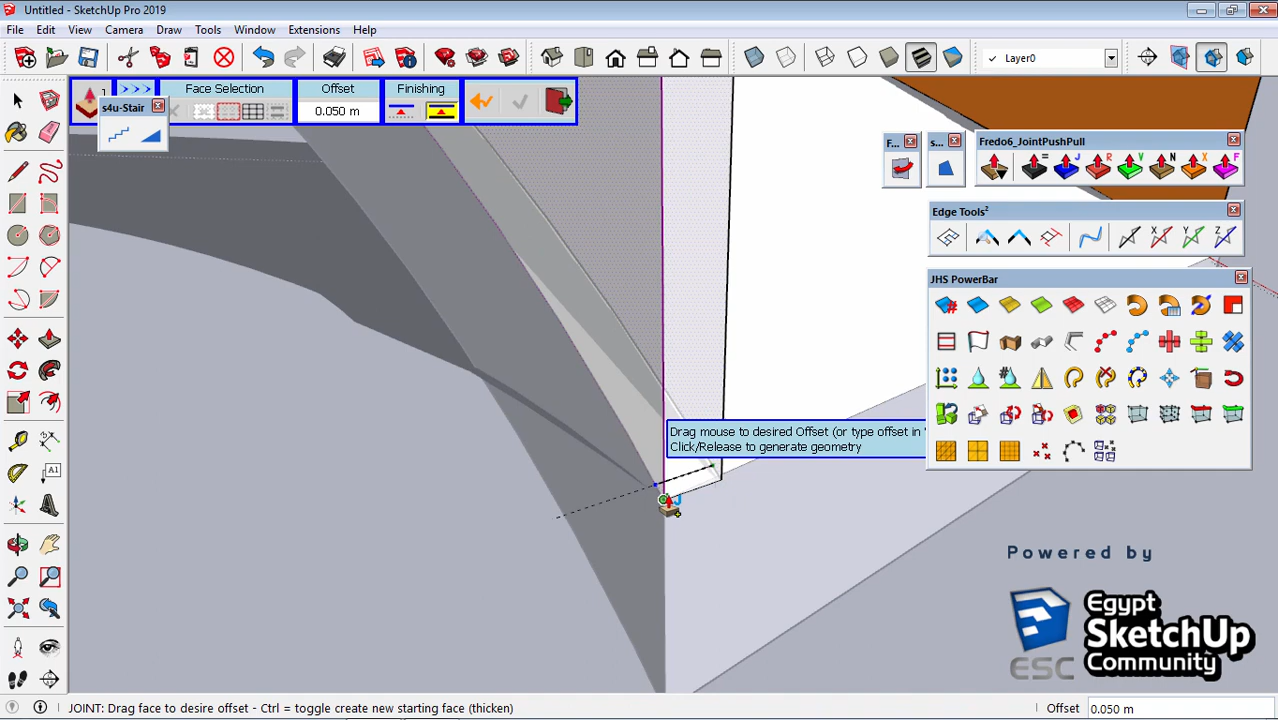 Untitled - SketchUp Pro 2019
File Edit View Camera Draw Tools Window Extensions Help
Layer0
Face Selection
Offset
0.050 m
Finishing
s4u-Stair
F...
s...
Fredo6_JointPushPull
= J R V N X F
Edge Tools²
X Y Z
JHS PowerBar
A1
Drag mouse to desired Offset (or type offset in
Click/Release to generate geometry
J
Powered by
Egypt
SketchUp
Community
ESC
JOINT: Drag face to desire offset - Ctrl = toggle create new starting face (thicken)
Offset 0.050 m